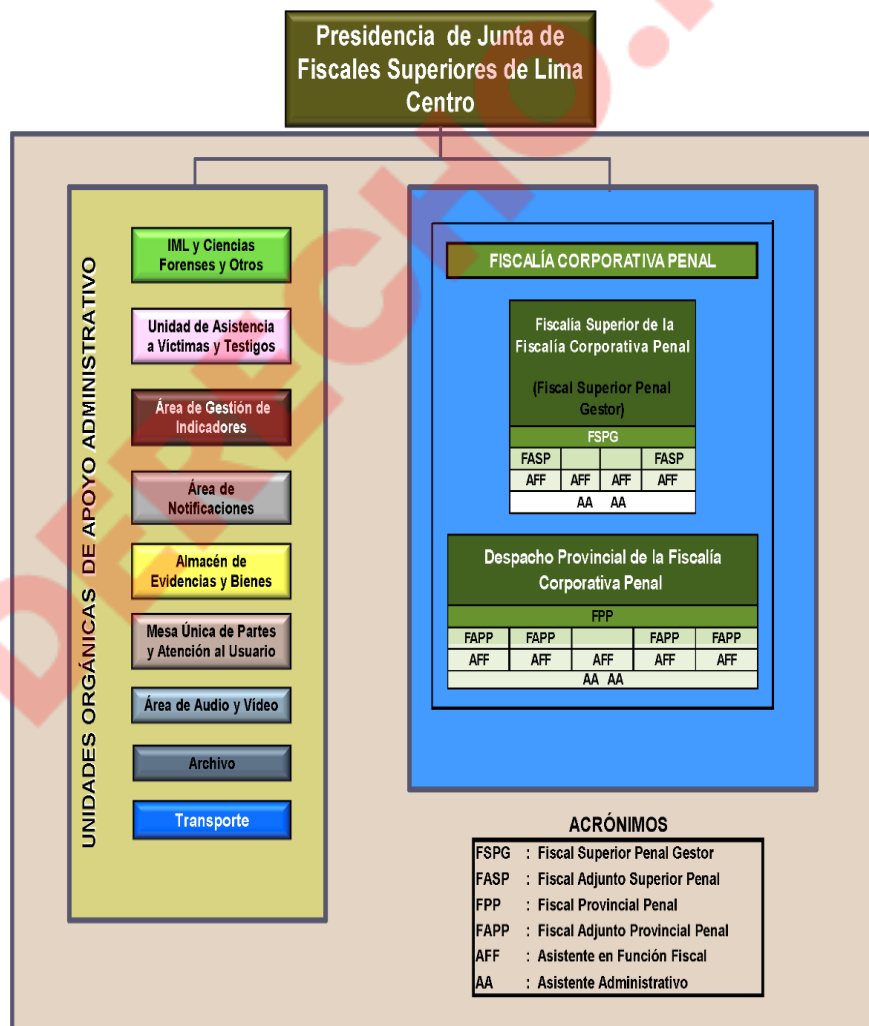 Presidencia de Junta de
Fiscales Superiores de Lima
Centro
UNIDADES ORGÁNICAS DE APOYO ADMINISTRATIVO
IML y Ciencias
Forenses y Otros
Unidad de Asistencia
a Víctimas y Testigos
Área de Gestión de
Indicadores
Área de
Notificaciones
Almacén de
Evidencias y Bienes
Mesa Única de Partes
y Atención al Usuario
Área de Audio y Vídeo
Archivo
Transporte
FISCALÍA CORPORATIVA PENAL
Fiscalía Superior de la
Fiscalía Corporativa Penal
(Fiscal Superior Penal
Gestor)
FSPG
FASP FASP
AFF AFF AFF AFF
AA AA
Despacho Provincial de la Fiscalía
Corporativa Penal
FPP
FAPP FAPP FAPP FAPP
AFF AFF AFF AFF AFF
AA AA
ACRÓNIMOS
FSPG : Fiscal Superior Penal Gestor
FASP : Fiscal Adjunto Superior Penal
FPP : Fiscal Provincial Penal
FAPP : Fiscal Adjunto Provincial Penal
AFF : Asistente en Función Fiscal
AA : Asistente Administrativo
DERECHO.